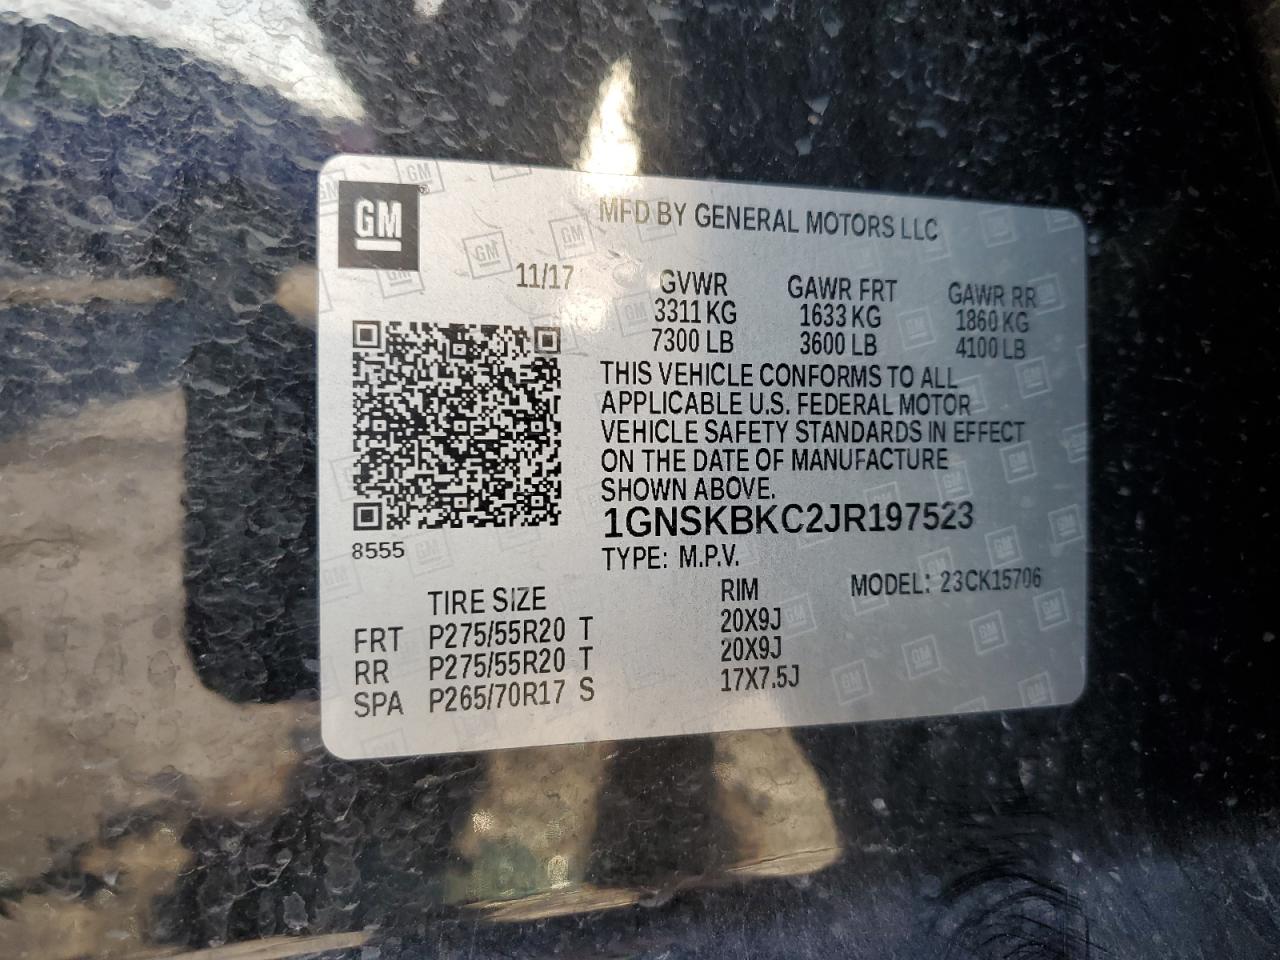 GM ®
MFD BY GENERAL MOTORS LLC
11/17
GVWR GAWR FRT GAWR RR
3311 KG 1633 KG 1860 KG
7300 LB 3600 LB 4100 LB
THIS VEHICLE CONFORMS TO ALL
APPLICABLE U.S. FEDERAL MOTOR
VEHICLE SAFETY STANDARDS IN EFFECT
ON THE DATE OF MANUFACTURE
SHOWN ABOVE.
1GNSKBKC2JR197523
8555
TYPE: M.P.V.
MODEL: 23CK15706
TIRE SIZE RIM
FRT P275/55R20 T 20X9J
RR P275/55R20 T 20X9J
SPA P265/70R17 S 17X7.5J